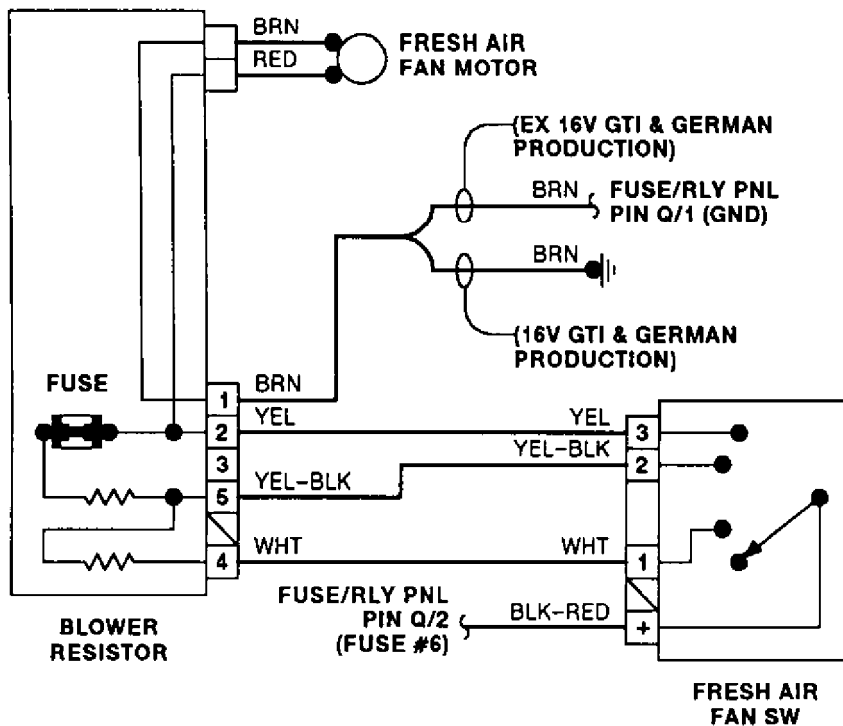 BRN
RED
FRESH AIR
FAN MOTOR
(EX 16V GTI & GERMAN
PRODUCTION)
BRN
FUSE/RLY PNL
PIN Q/1 (GND)
BRN
(16V GTI & GERMAN
PRODUCTION)
FUSE
1
BRN
2
YEL
YEL
3
3
YEL-BLK
2
5
YEL-BLK
4
WHT
WHT
1
FUSE/RLY PNL
PIN Q/2
(FUSE #6)
BLK-RED
+
BLOWER
RESISTOR
FRESH AIR
FAN SW